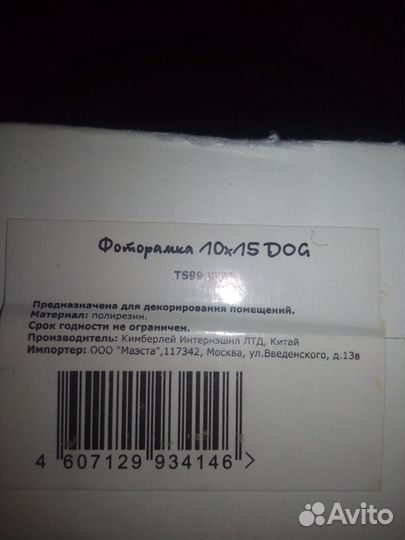 Фоторамка 10x15 DOG
Предназначена для декорирования помещений.
Материал: полирезин.
Срок годности не ограничен.
Производитель: Кимберлей Интернэшнл ЛТД, Китай
Импортер: ООО "Маэста",117342, Москва, ул.Введенского, д.13в
4 607129 934146 >
Avito